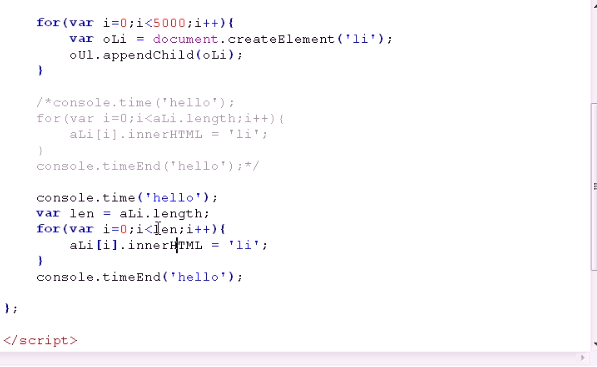 for(var i=0;i<5000;i++){
var oLi = document.createElement('li');
oUl.appendChild(oLi);
}
/*console.time('hello');
for(var i=0;i<aLi.length;i++){
aLi[i].innerHTML = 'li';
}
console.timeEnd('hello');*/
console.time('hello');
var len = aLi.length;
for(var i=0;i<len;i++){
aLi[i].innerHTML = 'li';
}
console.timeEnd('hello');
};
</script>